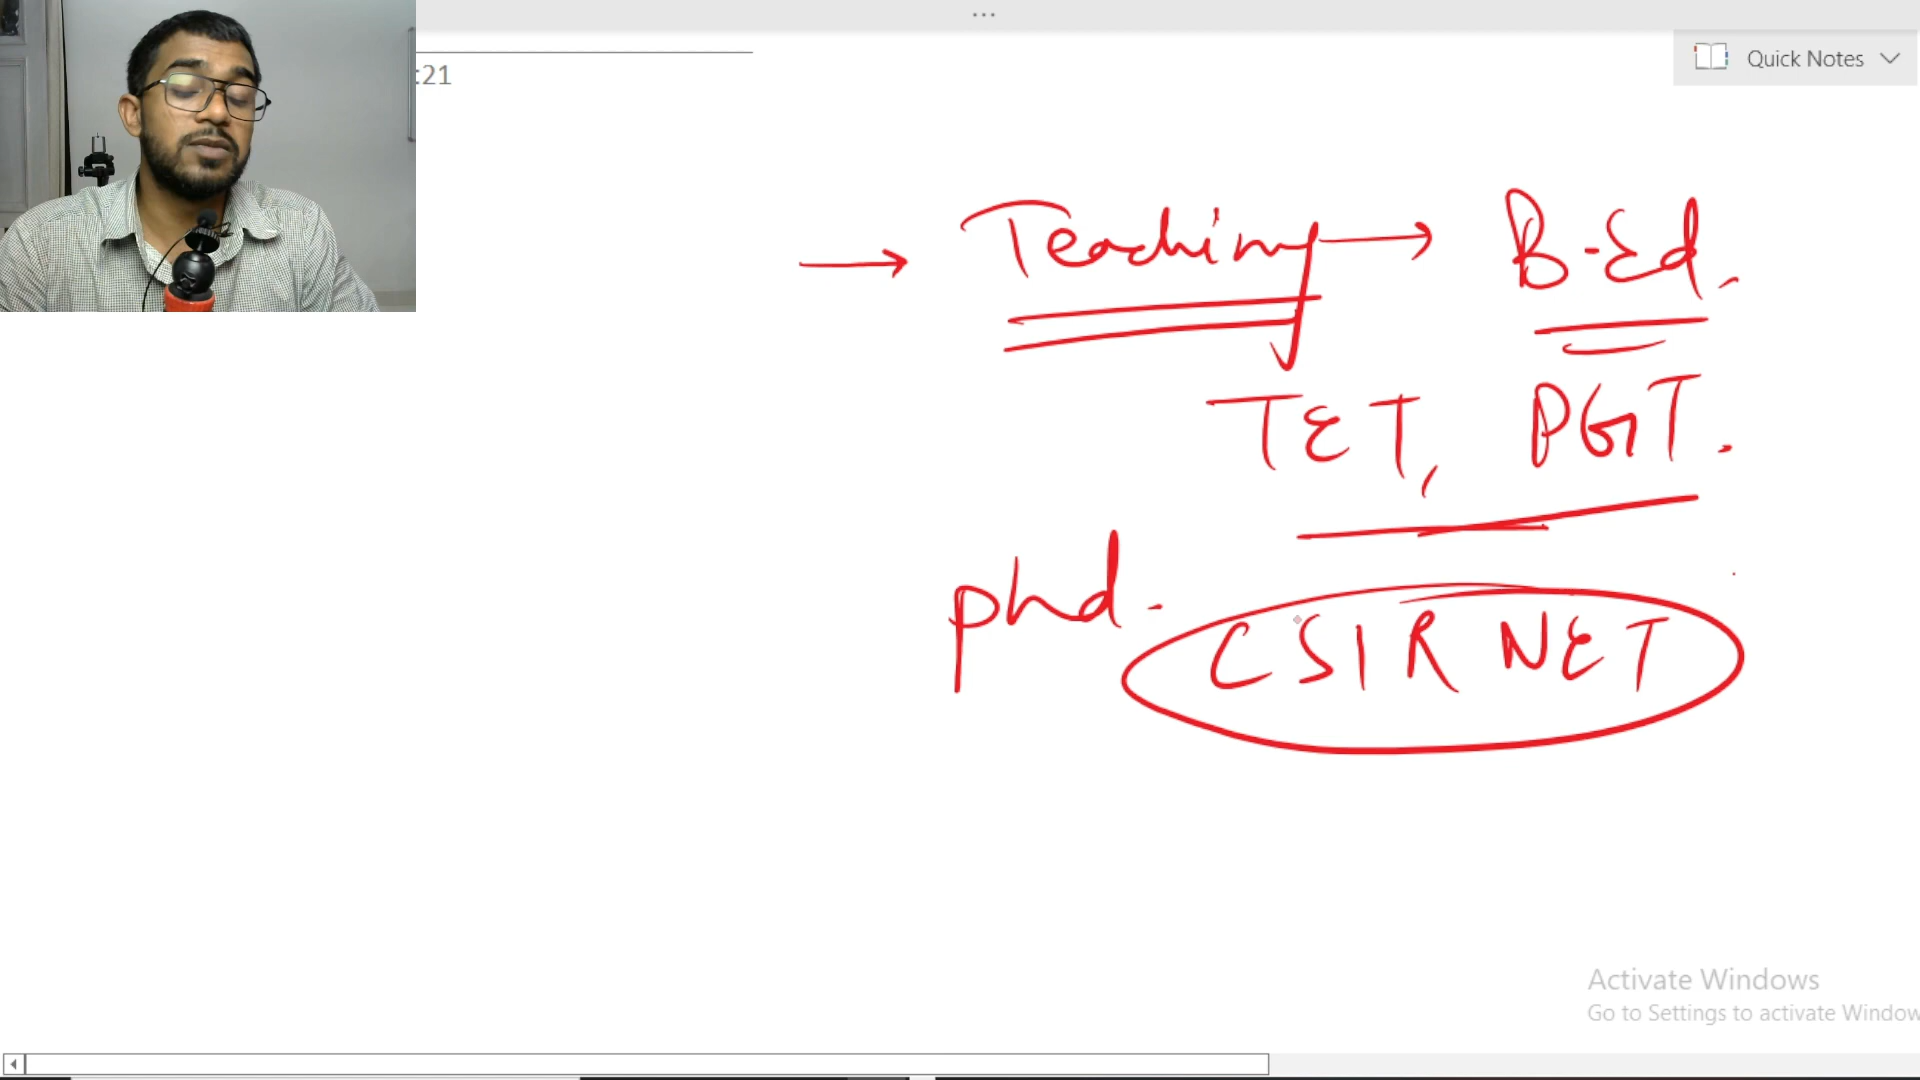 ...
Quick Notes
:21
→ Teaching → B-Ed.
TET, PGT.
phd.
CSIR NET
Activate Windows
Go to Settings to activate Window